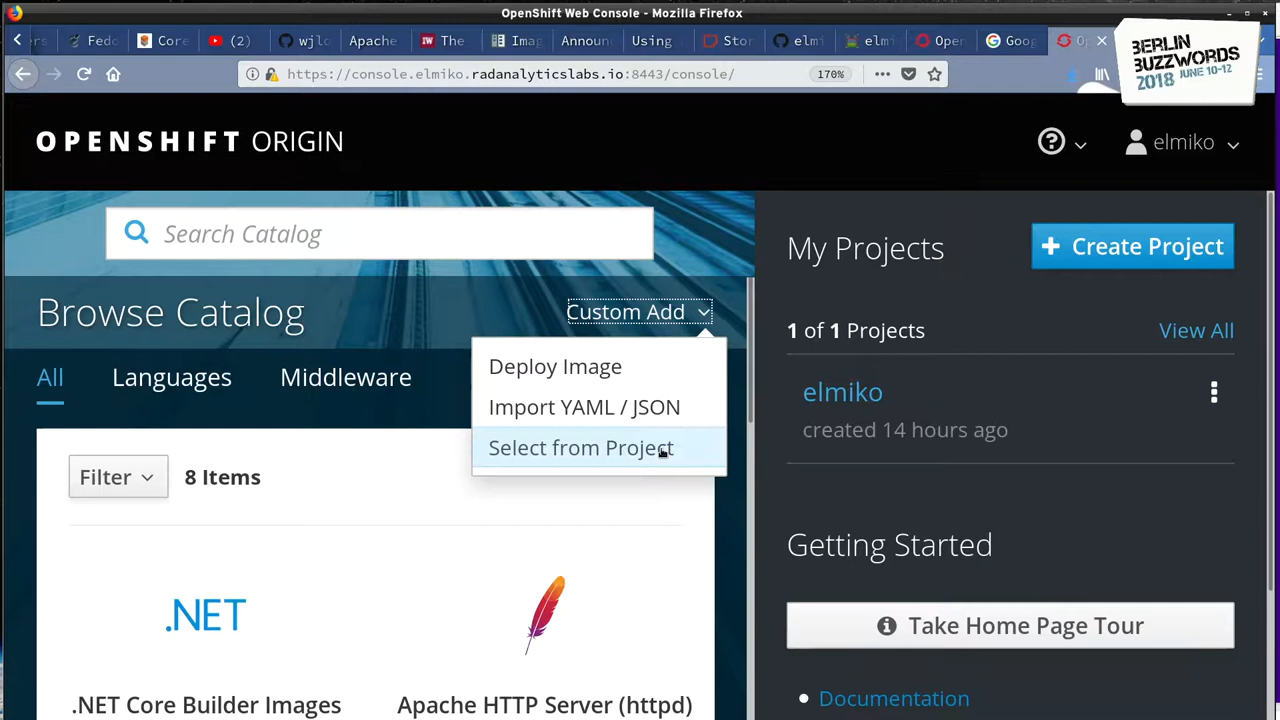 OpenShift Web Console - Mozilla Firefox
ers
Fedo
Core
(2)
wjlo
Apache
The
Imag
Announ
Using
Stor
elmi
elmi
Open
Goog
https://console.elmiko.radanalyticslabs.io:8443/console/
170%
BERLIN
BUZZWORDS
2018 JUNE 10-12
OPENSHIFT ORIGIN
elmiko
Search Catalog
My Projects
Create Project
Browse Catalog
Custom Add
1 of 1 Projects
View All
Deploy Image
All
Languages
Middleware
Import YAML / JSON
elmiko
created 14 hours ago
Select from Project
Filter
8 Items
Getting Started
.NET
Take Home Page Tour
.NET Core Builder Images
Apache HTTP Server (httpd)
Documentation